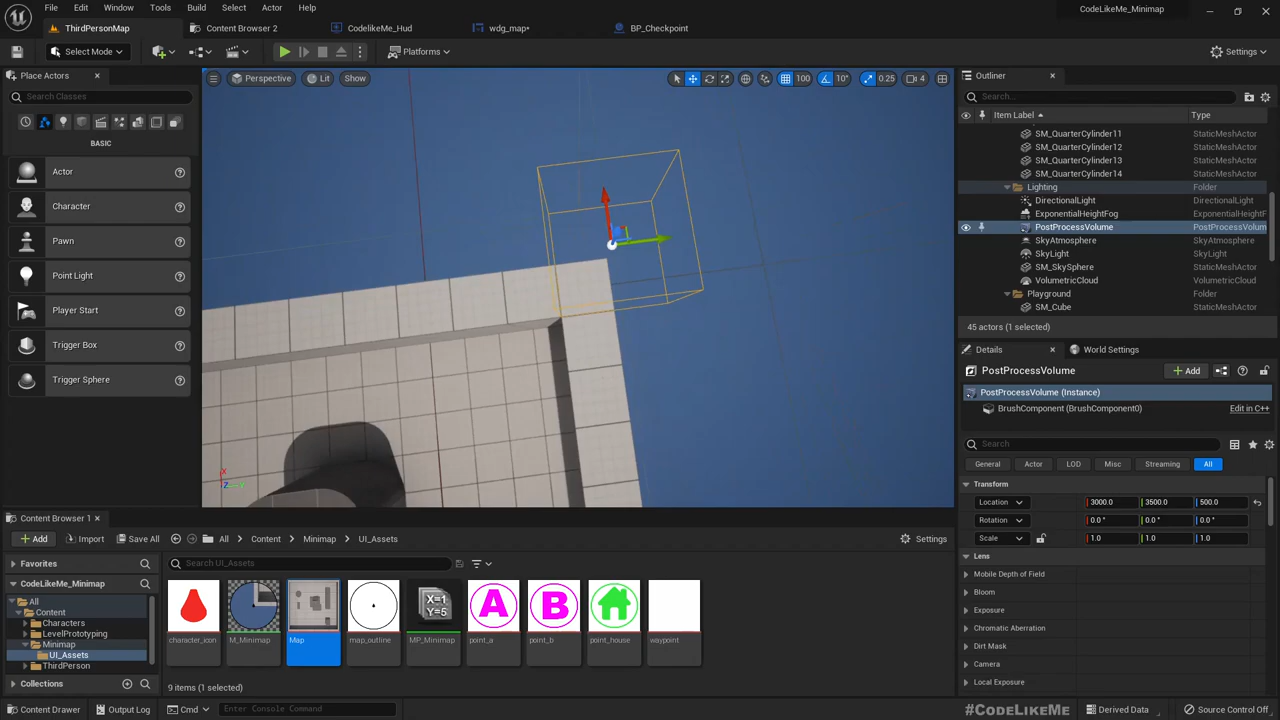 File Edit Window Tools Build Select Actor Help
CodeLikeMe_Minimap
ThirdPersonMap Content Browser 2 CodelikeMe_Hud wdg_map* BP_Checkpoint
Select Mode Platforms Settings
Place Actors
Search Classes
BASIC
Actor
Character
Pawn
Point Light
Player Start
Trigger Box
Trigger Sphere
Perspective Lit Show 100 10° 0.25 4
X
Z Y
Outliner
Search...
Item Label Type
SM_QuarterCylinder11 StaticMeshActor
SM_QuarterCylinder12 StaticMeshActor
SM_QuarterCylinder13 StaticMeshActor
SM_QuarterCylinder14 StaticMeshActor
Lighting Folder
DirectionalLight DirectionalLight
ExponentialHeightFog ExponentialHeightF
PostProcessVolume PostProcessVolum
SkyAtmosphere SkyAtmosphere
SkyLight SkyLight
SM_SkySphere StaticMeshActor
VolumetricCloud VolumetricCloud
Playground Folder
SM_Cube StaticMeshActor
45 actors (1 selected)
Details World Settings
PostProcessVolume Add
PostProcessVolume (Instance)
BrushComponent (BrushComponent0) Edit in C++
Search
General Actor LOD Misc Streaming All
Transform
Location 3000.0 3500.0 500.0
Rotation 0.0 ° 0.0 ° 0.0 °
Scale 1.0 1.0 1.0
Lens
Mobile Depth of Field
Bloom
Exposure
Chromatic Aberration
Dirt Mask
Camera
Local Exposure
Content Browser 1
Add Import Save All All Content Minimap UI_Assets Settings
Favorites
CodeLikeMe_Minimap
All
Content
Characters
LevelPrototyping
Minimap
UI_Assets
ThirdPerson
Collections
Search UI_Assets
X=1
Y=5
A B
character_icon M_Minimap Map map_outline MP_Minimap point_a point_b point_house waypoint
9 items (1 selected)
Content Drawer Output Log Cmd Enter Console Command #CODELIKEME Derived Data Source Control Off